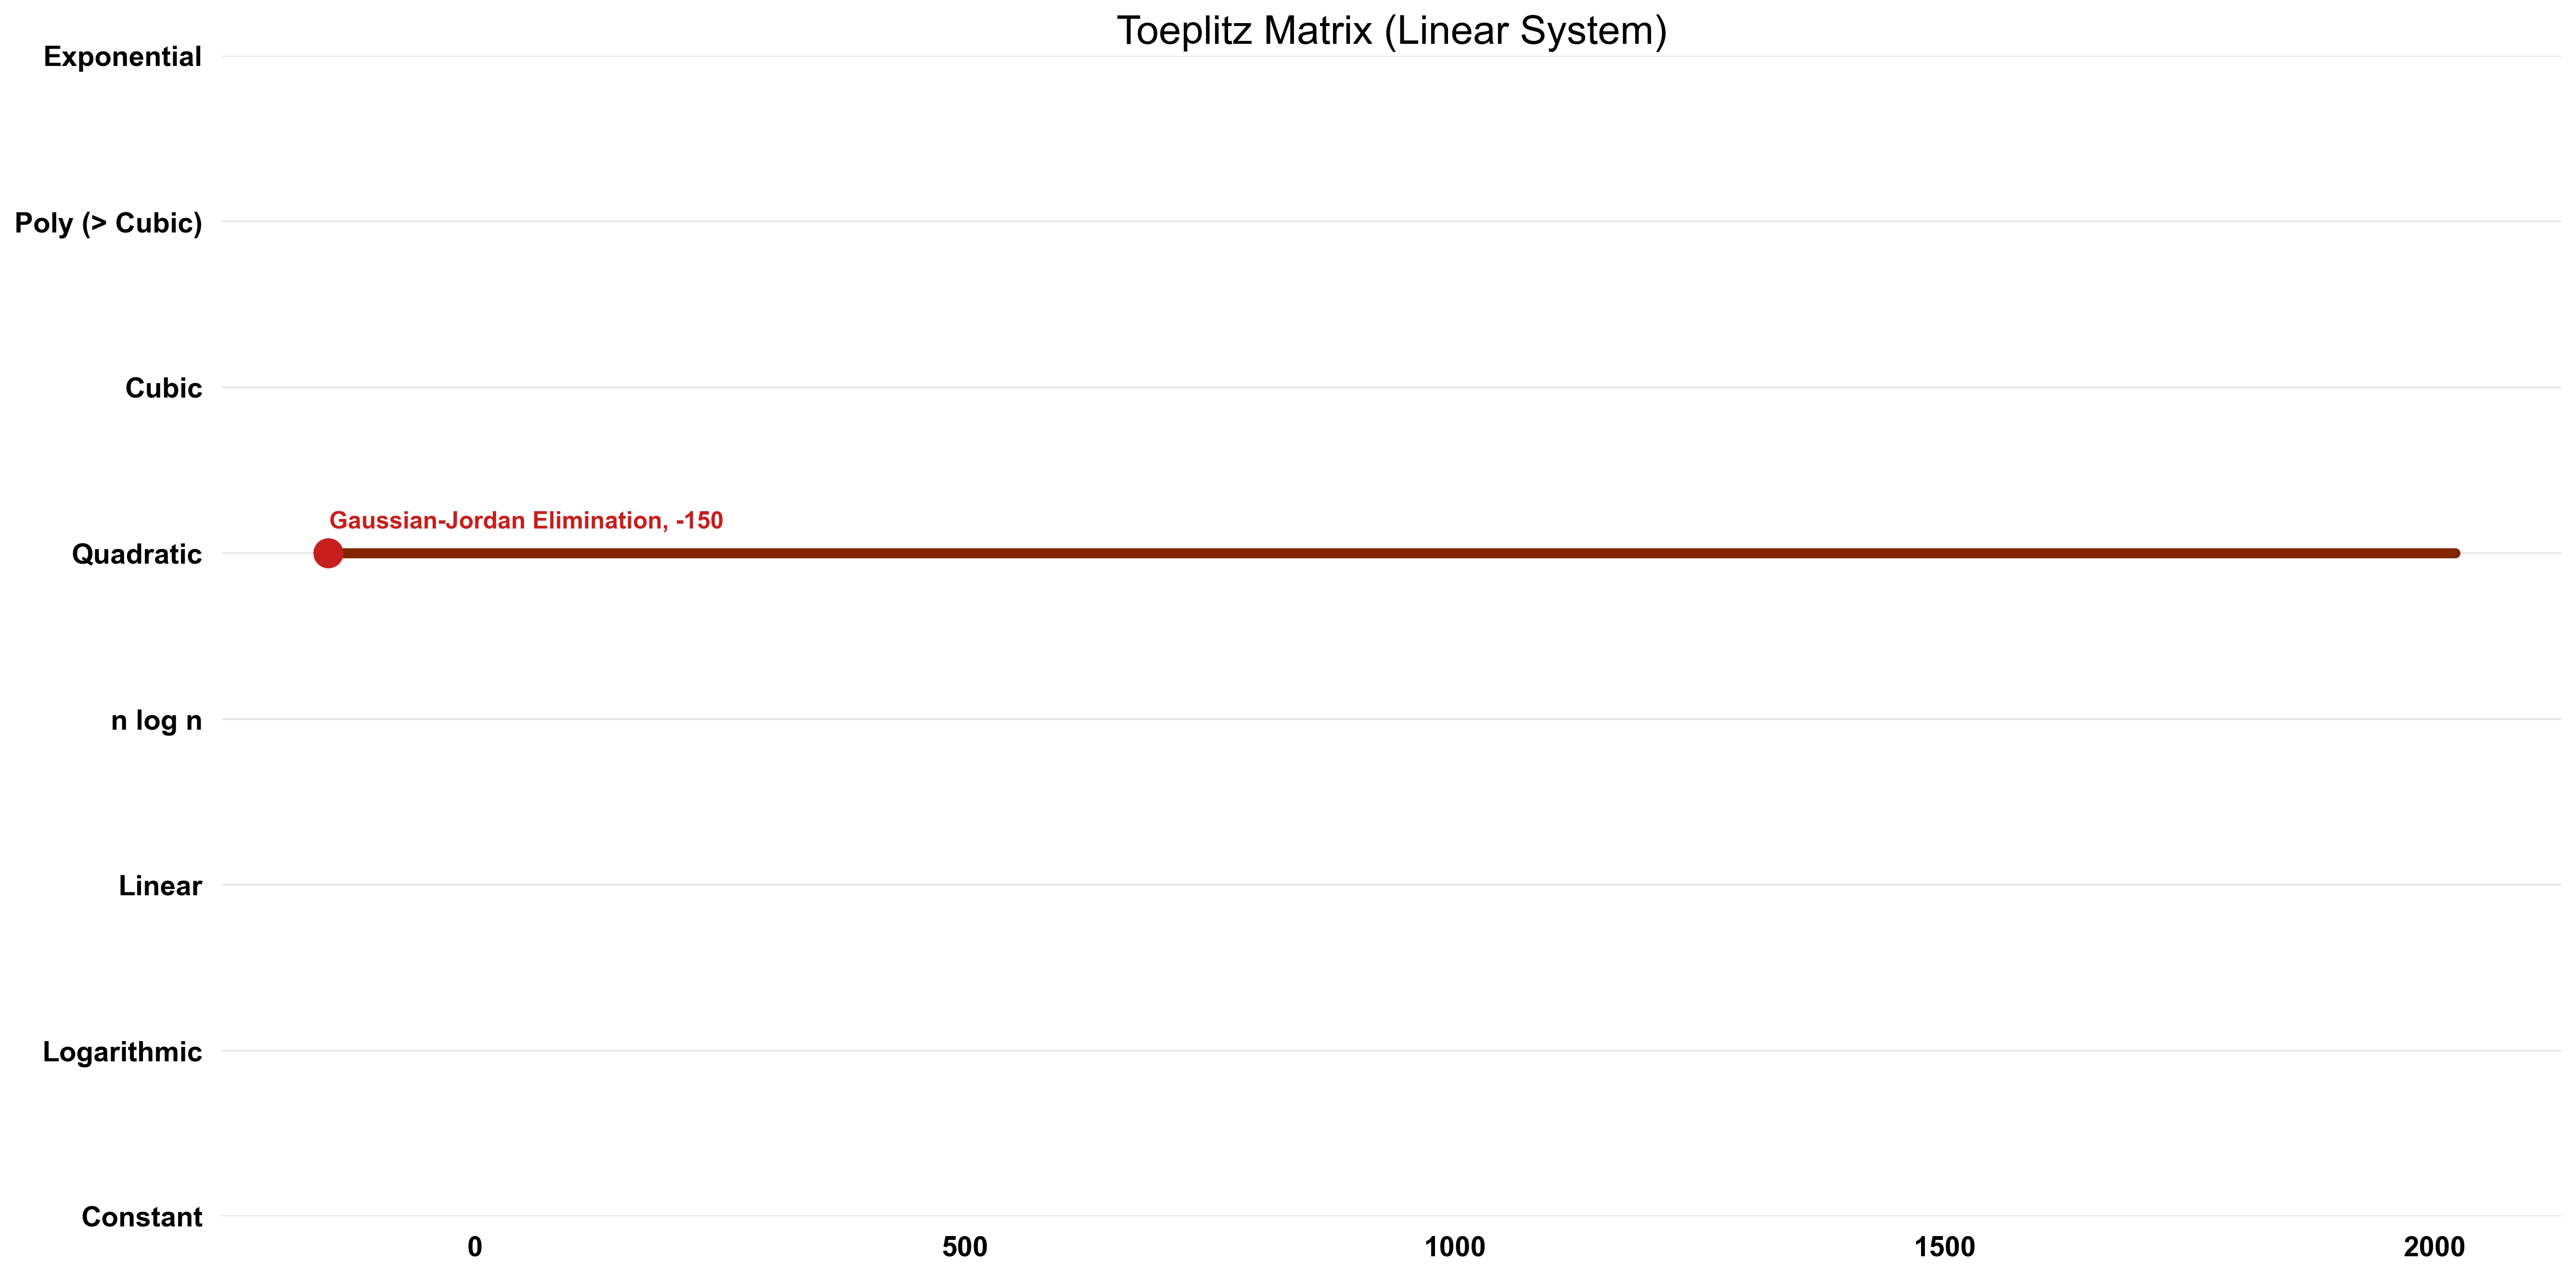 Toeplitz Matrix (Linear System)
Exponential
Poly (> Cubic)
Cubic
Gaussian-Jordan Elimination, -150
Quadratic
n log n
Linear
Logarithmic
Constant
0 500 1000 1500 2000